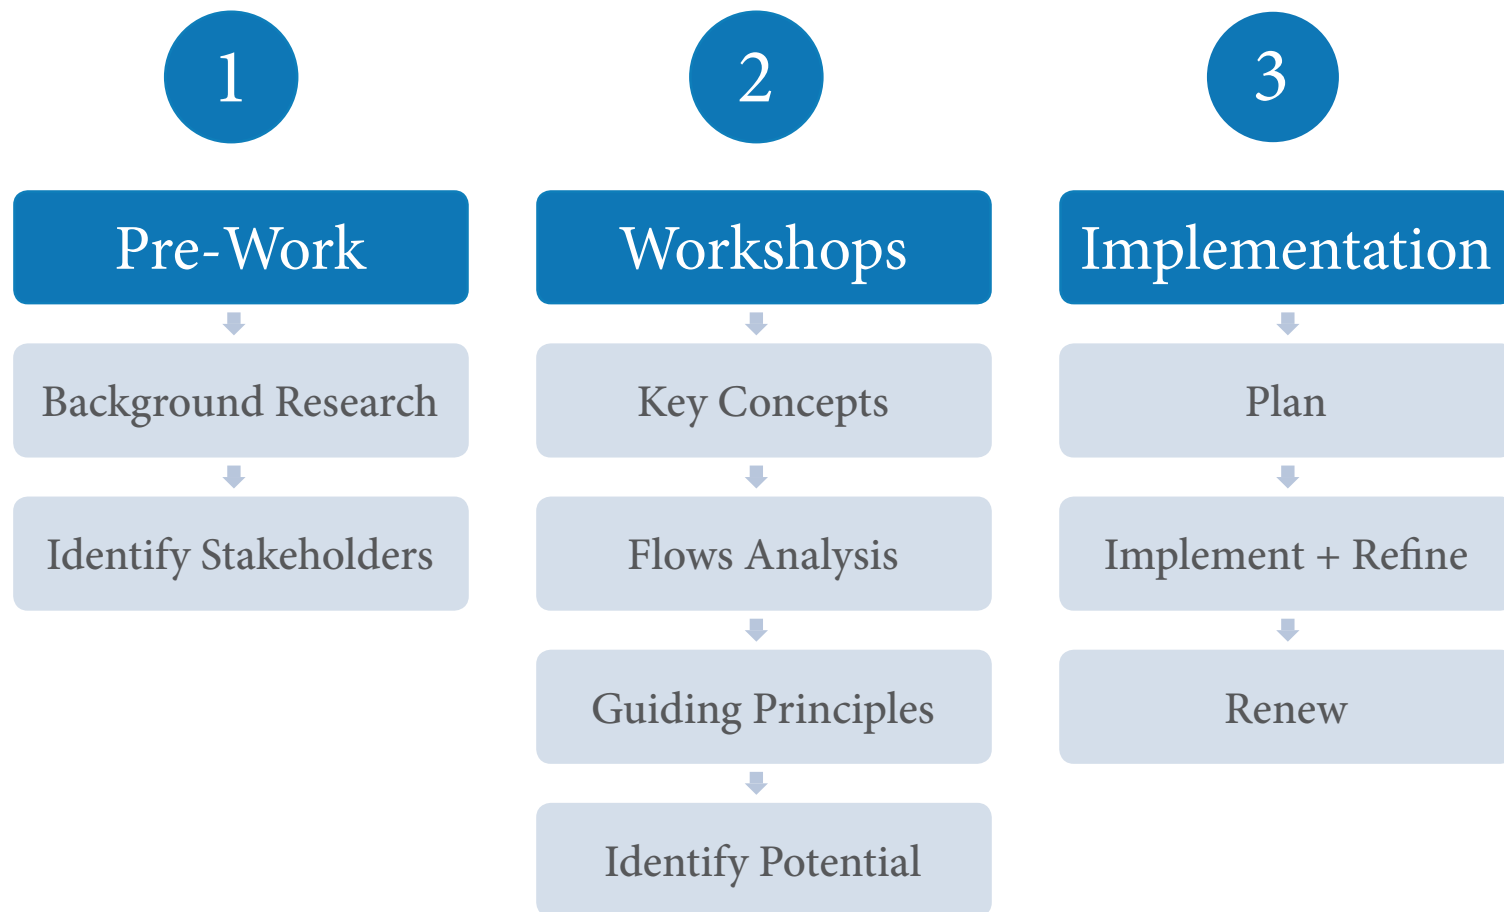 1
Pre-Work
Background Research
Identify Stakeholders
2
Workshops
Key Concepts
Flows Analysis
Guiding Principles
Identify Potential
3
Implementation
Plan
Implement + Refine
Renew